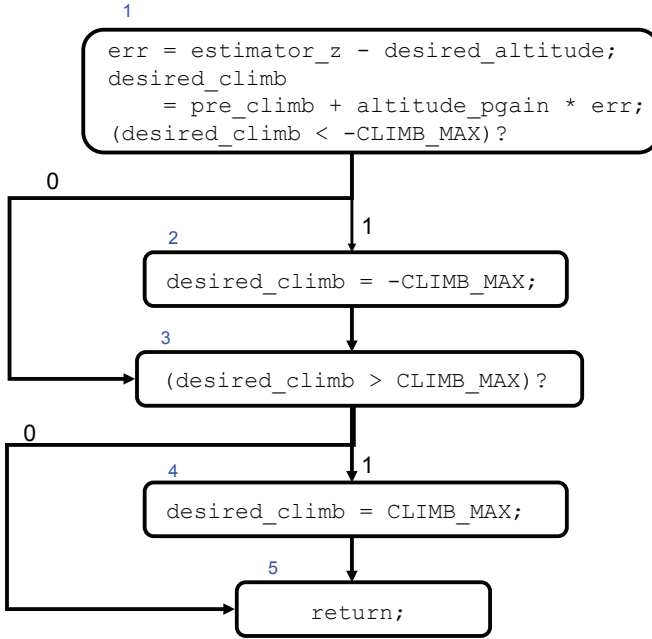 1
err = estimator_z - desired_altitude;
desired_climb
= pre_climb + altitude_pgain * err;
(desired_climb < -CLIMB_MAX)?
0
1
2
desired_climb = -CLIMB_MAX;
3
(desired_climb > CLIMB_MAX)?
0
1
4
desired_climb = CLIMB_MAX;
5
return;